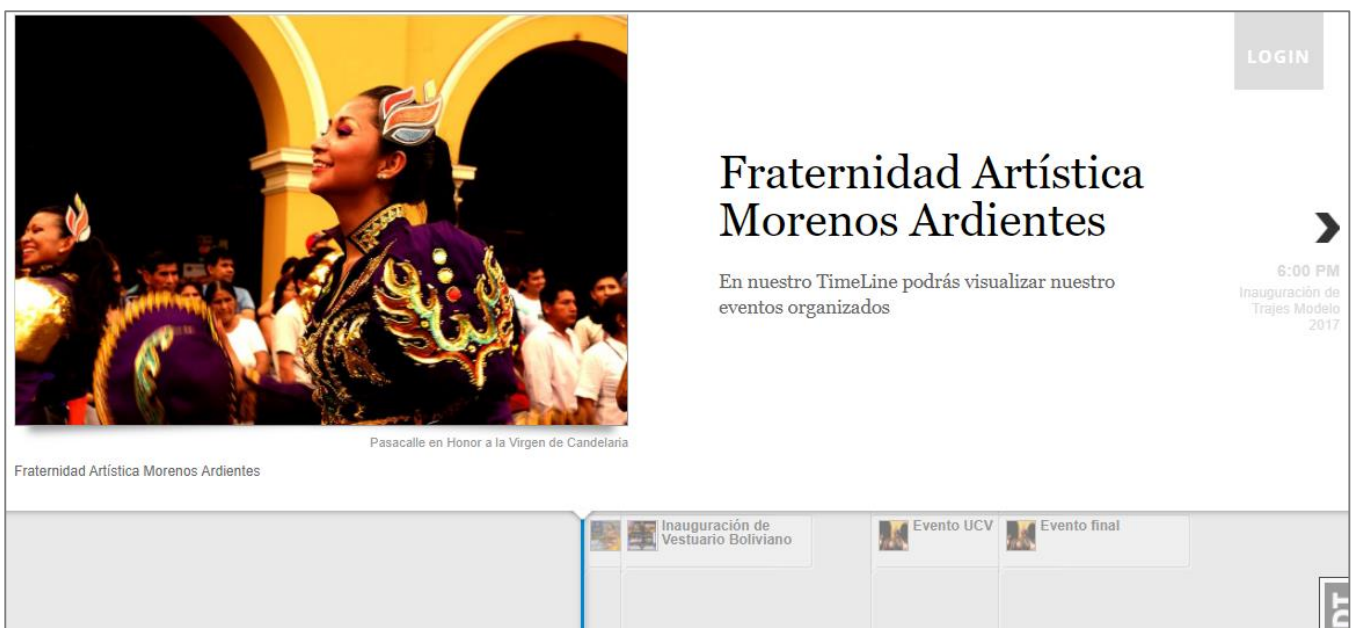 LOGIN
Fraternidad Artística
Morenos Ardientes
En nuestro TimeLine podrás visualizar nuestro
eventos organizados
6:00 PM
Inauguración de
Trajes Modelo
2017
Pasacalle en Honor a la Virgen de Candelaria
Fraternidad Artística Morenos Ardientes
Inauguración de
Vestuario Boliviano
Evento UCV
Evento final
DT